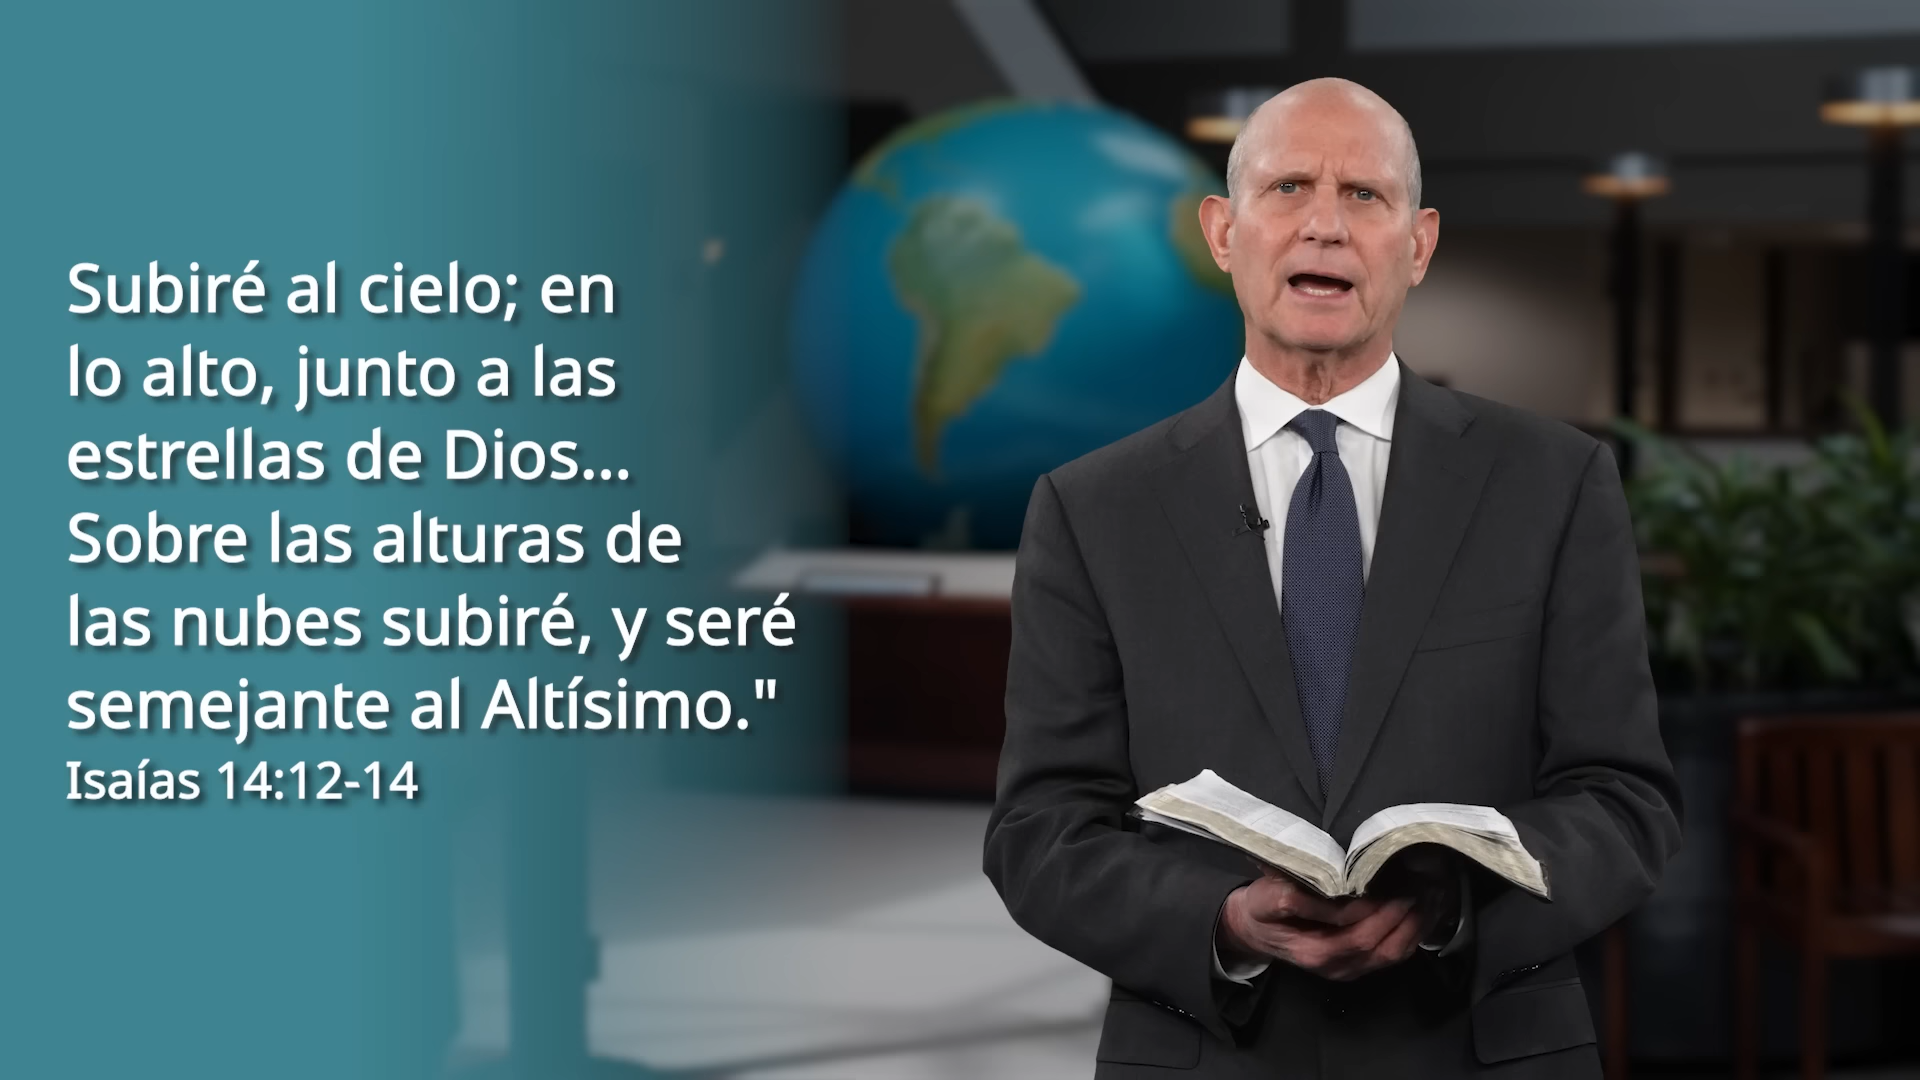 Subiré al cielo; en
lo alto, junto a las
estrellas de Dios...
Sobre las alturas de
las nubes subiré, y seré
semejante al Altísimo."
Isaías 14:12-14